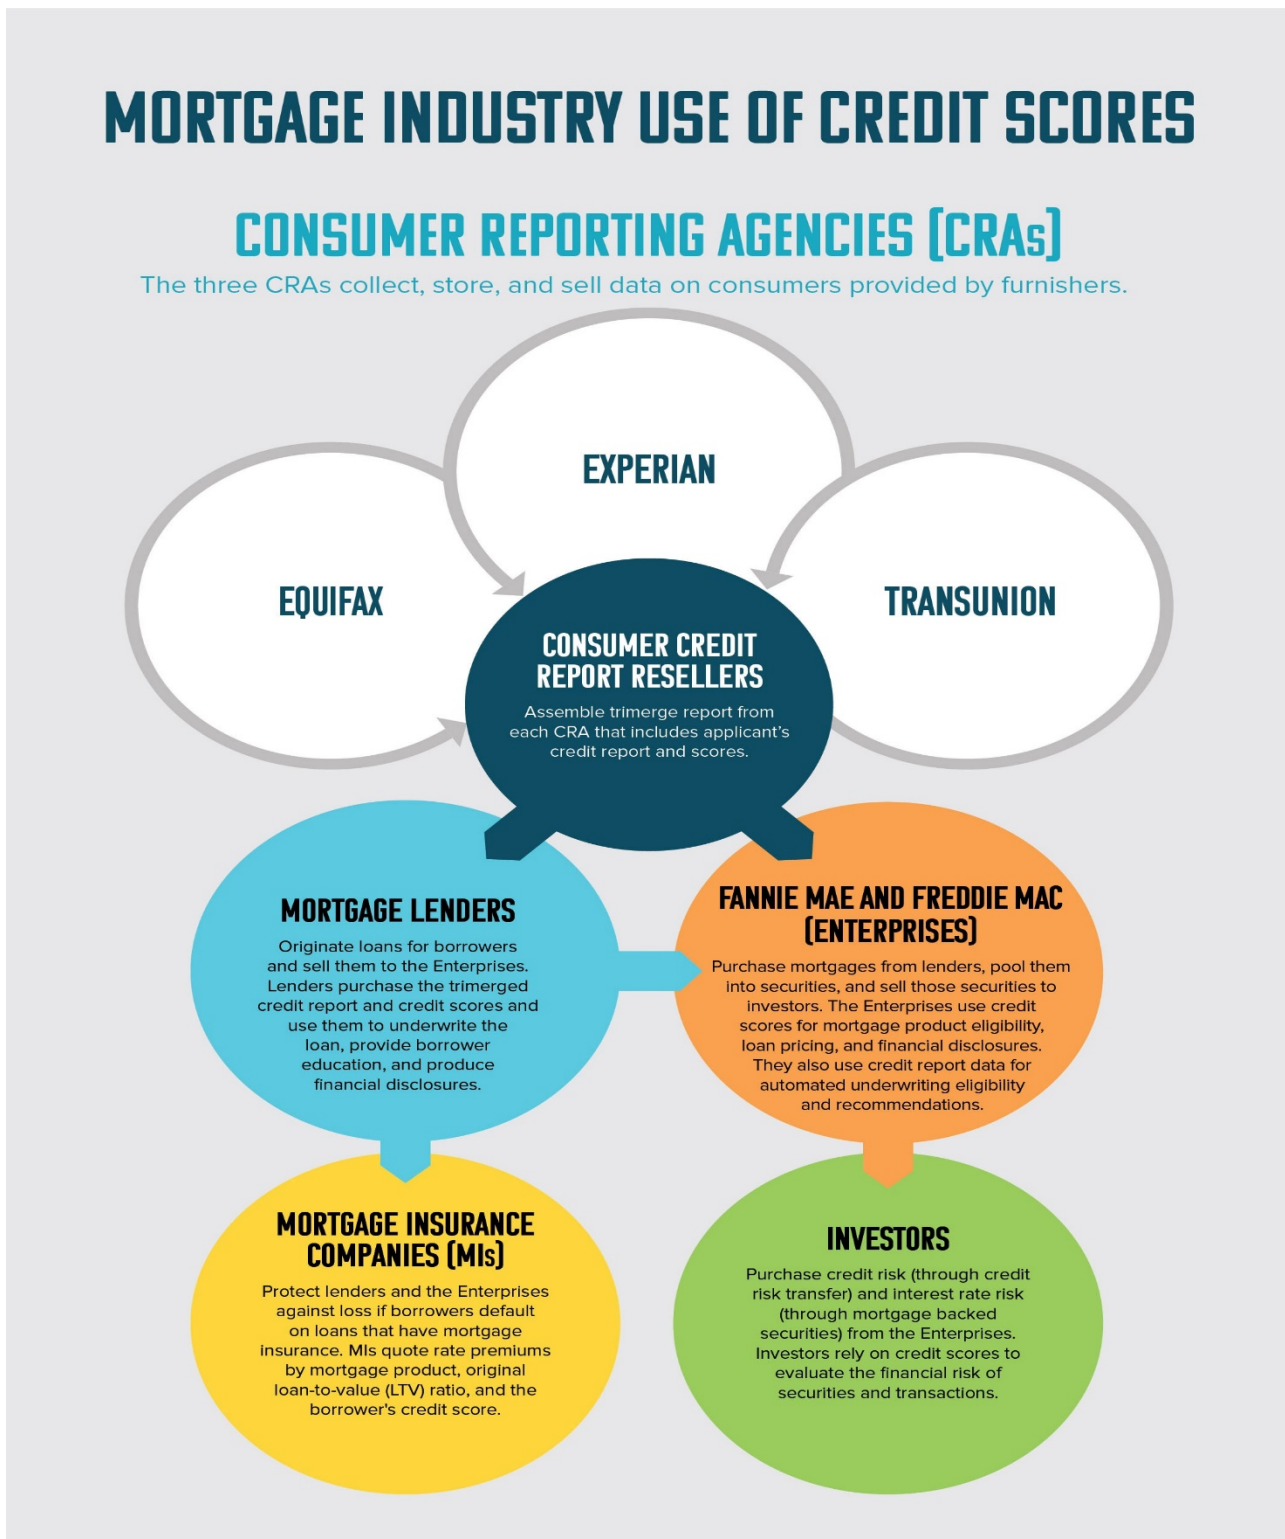 MORTGAGE INDUSTRY USE OF CREDIT SCORES
CONSUMER REPORTING AGENCIES (CRAs)
The three CRAs collect, store, and sell data on consumers provided by furnishers.
EXPERIAN
EQUIFAX
TRANSUNION
CONSUMER CREDIT
REPORT RESELLERS
Assemble trimerge report from
each CRA that includes applicant's
credit report and scores.
MORTGAGE LENDERS
Originate loans for borrowers
and sell them to the Enterprises.
Lenders purchase the trimerged
credit report and credit scores and
use them to underwrite the
loan, provide borrower
education, and produce
financial disclosures.
FANNIE MAE AND FREDDIE MAC
(ENTERPRISES)
Purchase mortgages from lenders, pool them
into securities, and sell those securities to
investors. The Enterprises use credit
scores for mortgage product eligibility,
loan pricing, and financial disclosures.
They also use credit report data for
automated underwriting eligibility
and recommendations.
MORTGAGE INSURANCE
COMPANIES (MIs)
Protect lenders and the Enterprises
against loss if borrowers default
on loans that have mortgage
insurance. MIs quote rate premiums
by mortgage product, original
loan-to-value (LTV) ratio, and the
borrower's credit score.
INVESTORS
Purchase credit risk (through credit
risk transfer) and interest rate risk
(through mortgage backed
securities) from the Enterprises.
Investors rely on credit scores to
evaluate the financial risk of
securities and transactions.